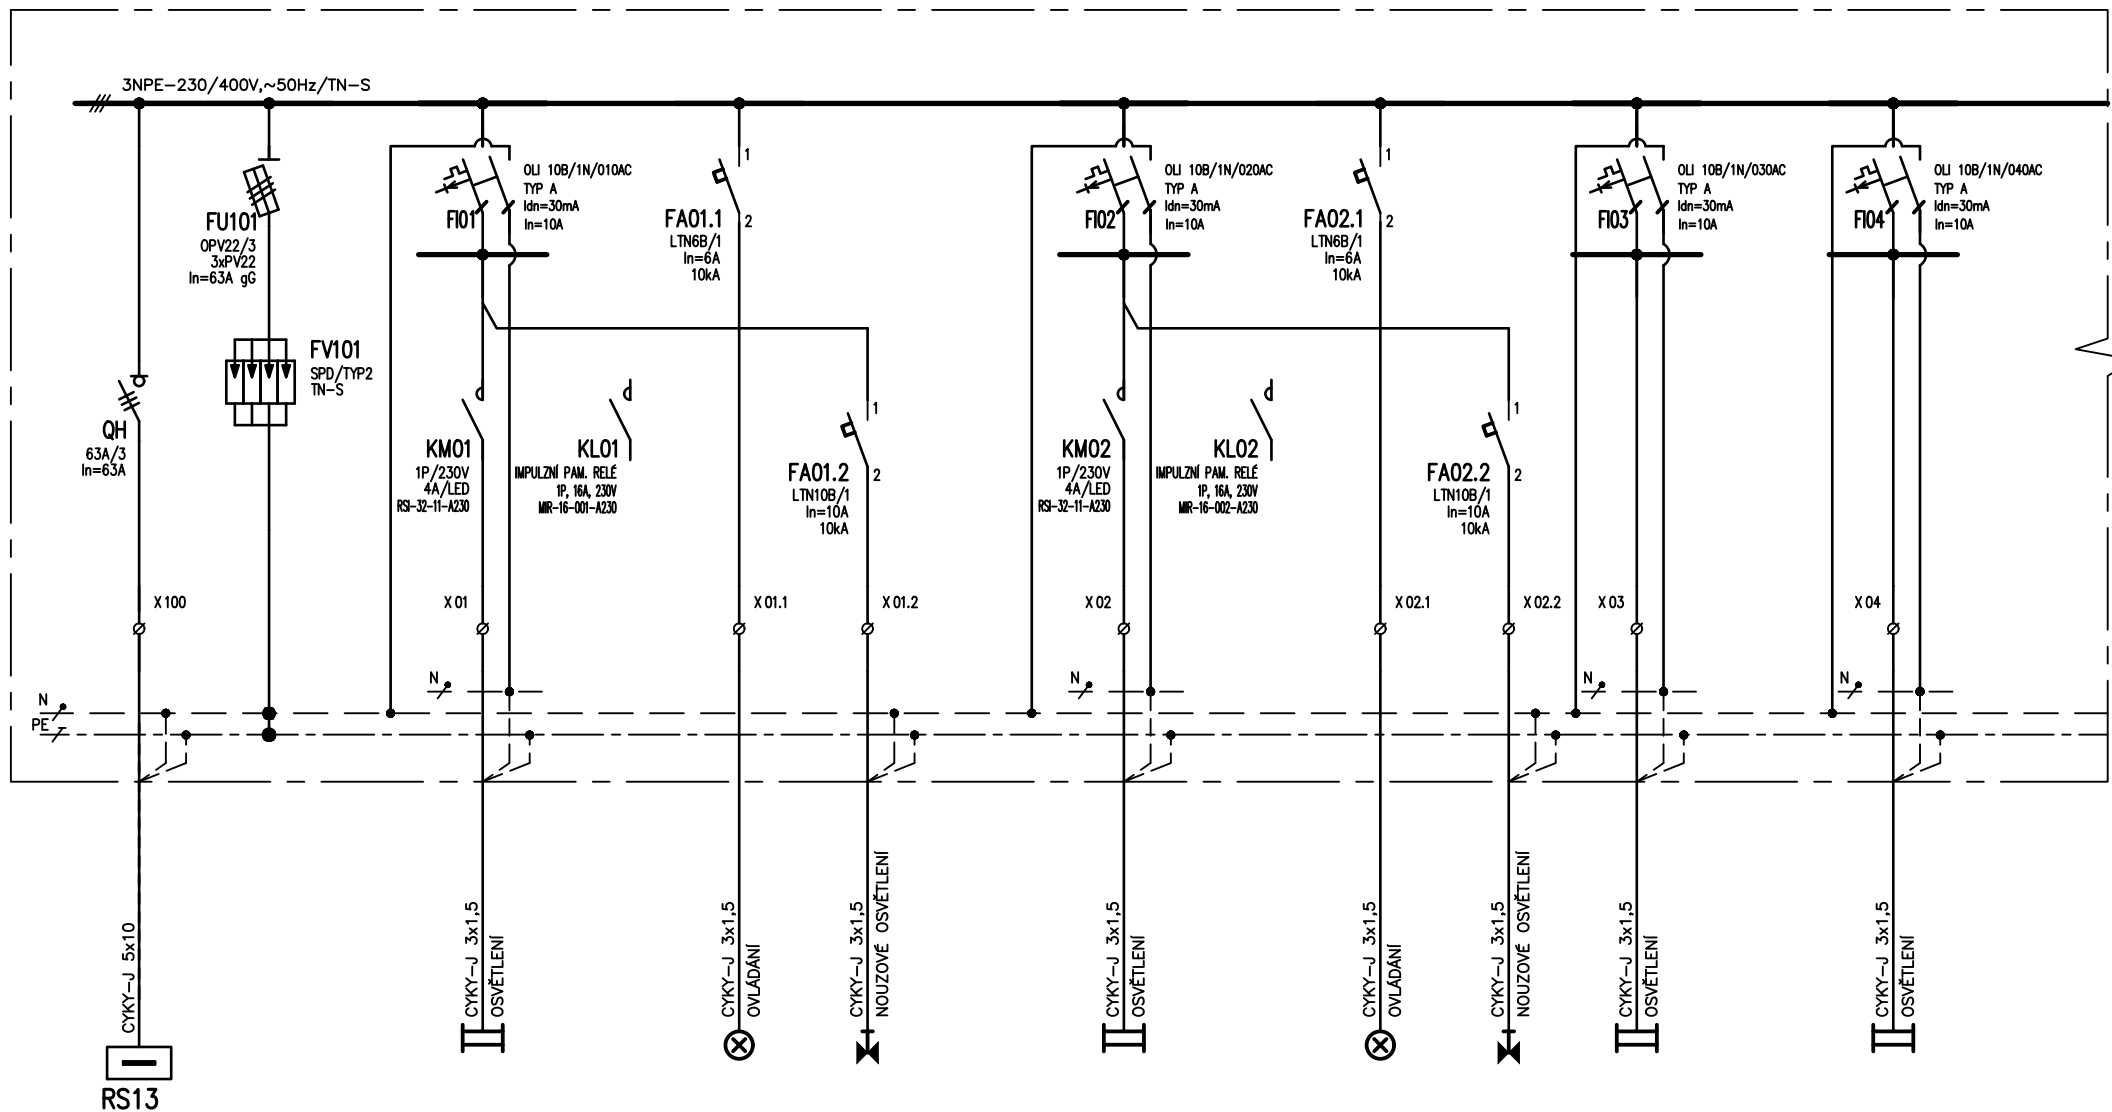 3NPE-230/400V,~50Hz/TN-S
FU101
OPV22/3
3xPV22
In=63A gG
FV101
SPD/TYP2
TN-S
QH
63A/3
In=63A
OLI 10B/1N/010AC
TYP A
Idn=30mA
In=10A
FI01
1
FA01.1
2
LTN6B/1
In=6A
10kA
KM01
1P/230V
4A/LED
RSI-32-11-A230
KL01
IMPULZNÍ PAM. RELÉ
1P, 16A, 230V
MIR-16-001-A230
1
FA01.2
2
LTN10B/1
In=10A
10kA
OLI 10B/1N/020AC
TYP A
Idn=30mA
In=10A
FI02
1
FA02.1
2
LTN6B/1
In=6A
10kA
KM02
1P/230V
4A/LED
RSI-32-11-A230
KL02
IMPULZNÍ PAM. RELÉ
1P, 16A, 230V
MIR-16-002-A230
1
FA02.2
2
LTN10B/1
In=10A
10kA
OLI 10B/1N/030AC
TYP A
Idn=30mA
In=10A
FI03
OLI 10B/1N/040AC
TYP A
Idn=30mA
In=10A
FI04
X100
X01
X01.1
X01.2
X02
X02.1
X02.2
X03
X04
N
N
N
N
N
PE
CYKY-J 5x10
CYKY-J 3x1,5
OSVĚTLENÍ
CYKY-J 3x1,5
OVLÁDÁNÍ
CYKY-J 3x1,5
NOUZOVÉ OSVĚTLENÍ
CYKY-J 3x1,5
OSVĚTLENÍ
CYKY-J 3x1,5
OVLÁDÁNÍ
CYKY-J 3x1,5
NOUZOVÉ OSVĚTLENÍ
CYKY-J 3x1,5
OSVĚTLENÍ
CYKY-J 3x1,5
OSVĚTLENÍ
RS13